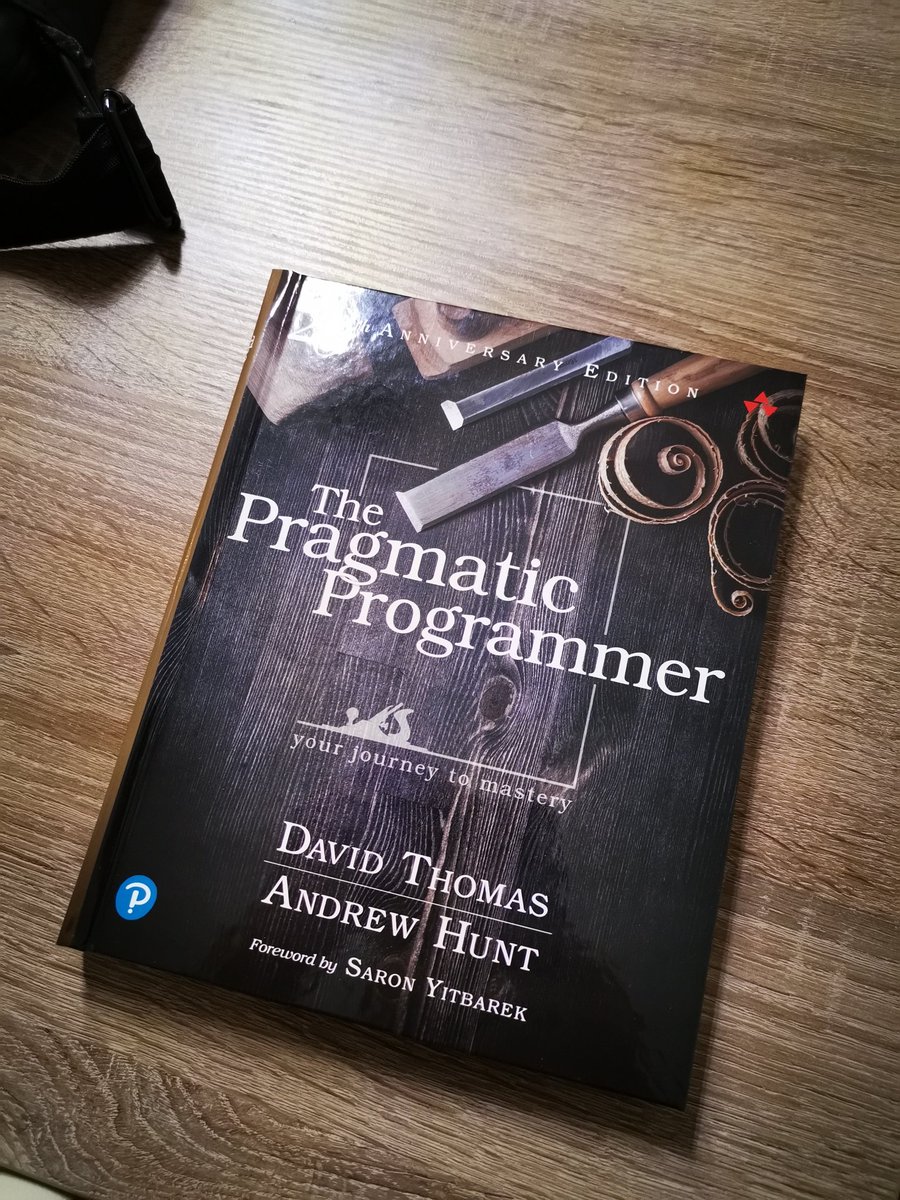 Anniversary Edition
The
Pragmatic
Programmer
your journey to mastery
David Thomas
Andrew Hunt
Foreword by Saron Yitbarek